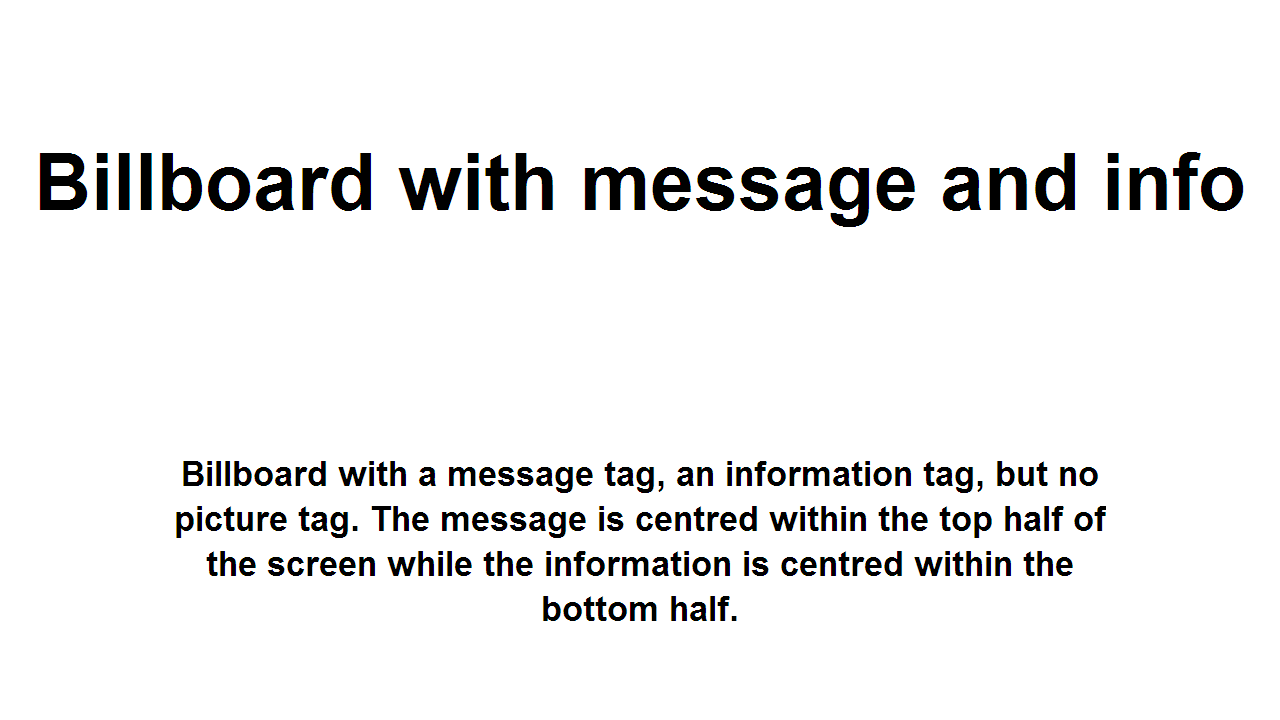 Billboard with message and info
Billboard with a message tag, an information tag, but no
picture tag. The message is centred within the top half of
the screen while the information is centred within the
bottom half.